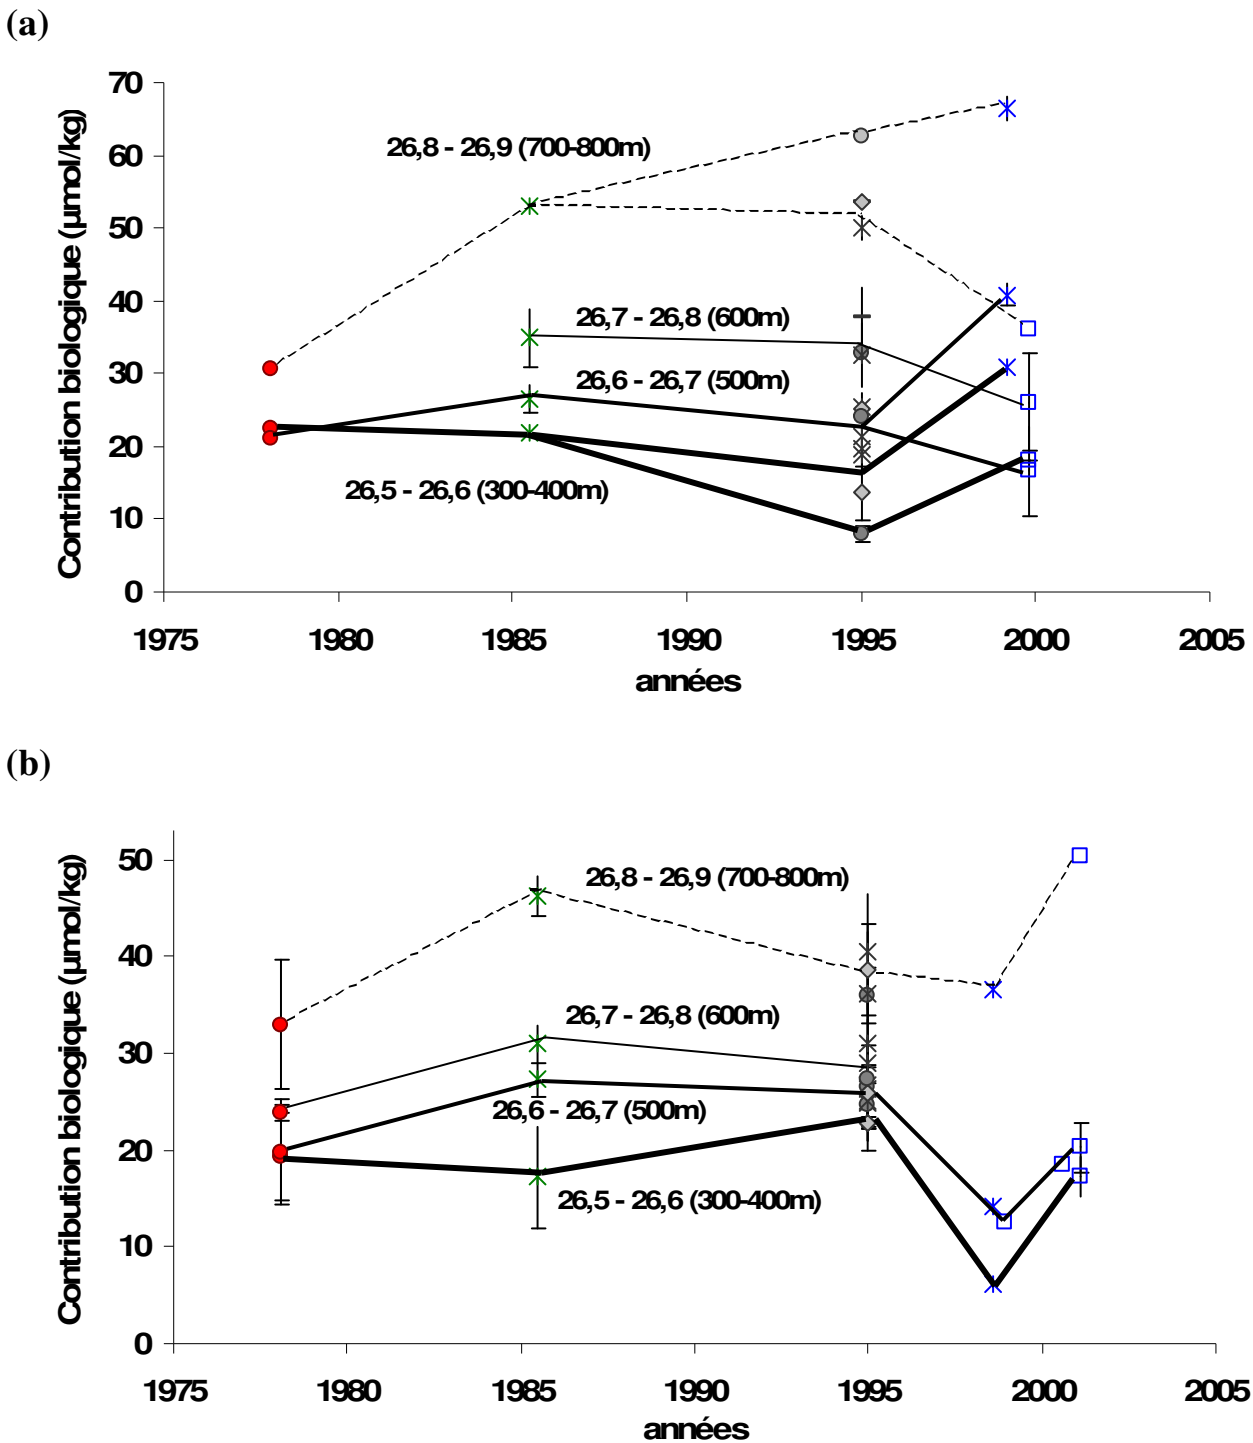 (a)
70
60
50
40
30
20
10
0
Contribution biologique (µmol/kg)
26,8 - 26,9 (700-800m)
26,7 - 26,8 (600m)
26,6 - 26,7 (500m)
26,5 - 26,6 (300-400m)
1975 1980 1985 1990 1995 2000 2005
années
(b)
50
40
30
20
10
0
Contribution biologique (µmol/kg)
26,8 - 26,9 (700-800m)
26,7 - 26,8 (600m)
26,6 - 26,7 (500m)
26,5 - 26,6 (300-400m)
1975 1980 1985 1990 1995 2000 2005
années